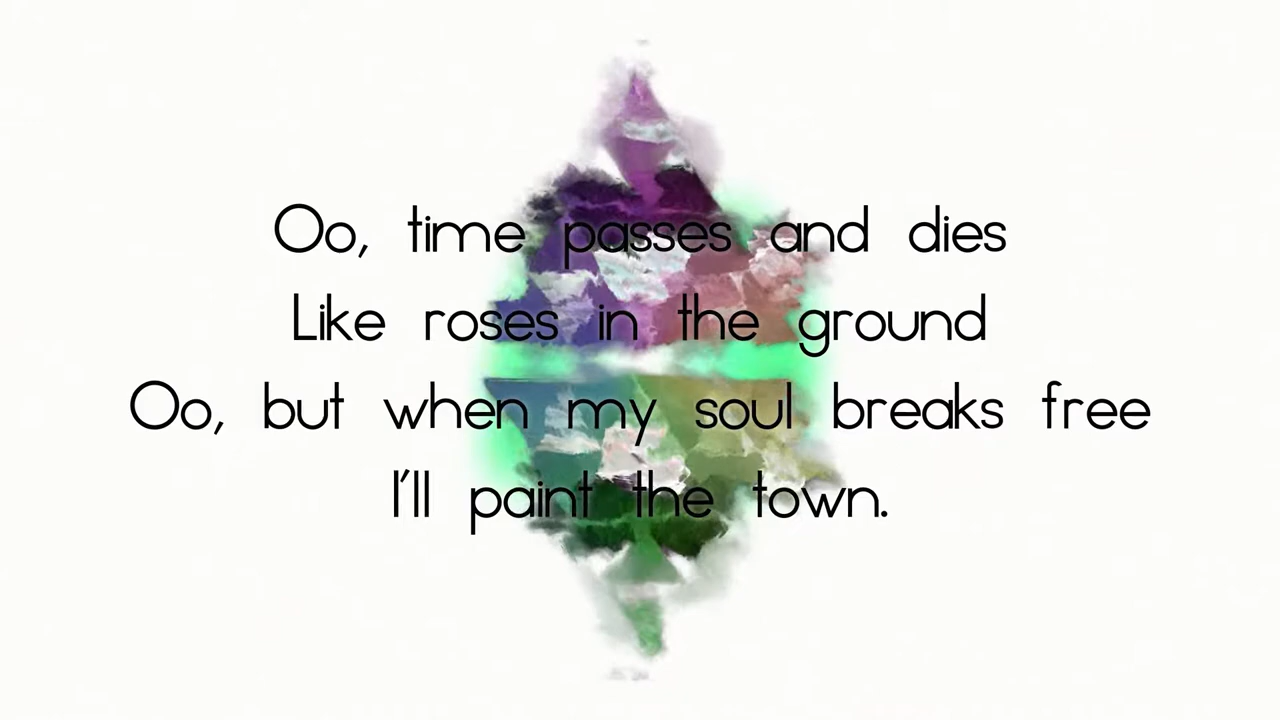 Oo, time passes and dies
Like roses in the ground
Oo, but when my soul breaks free
I'll paint the town.